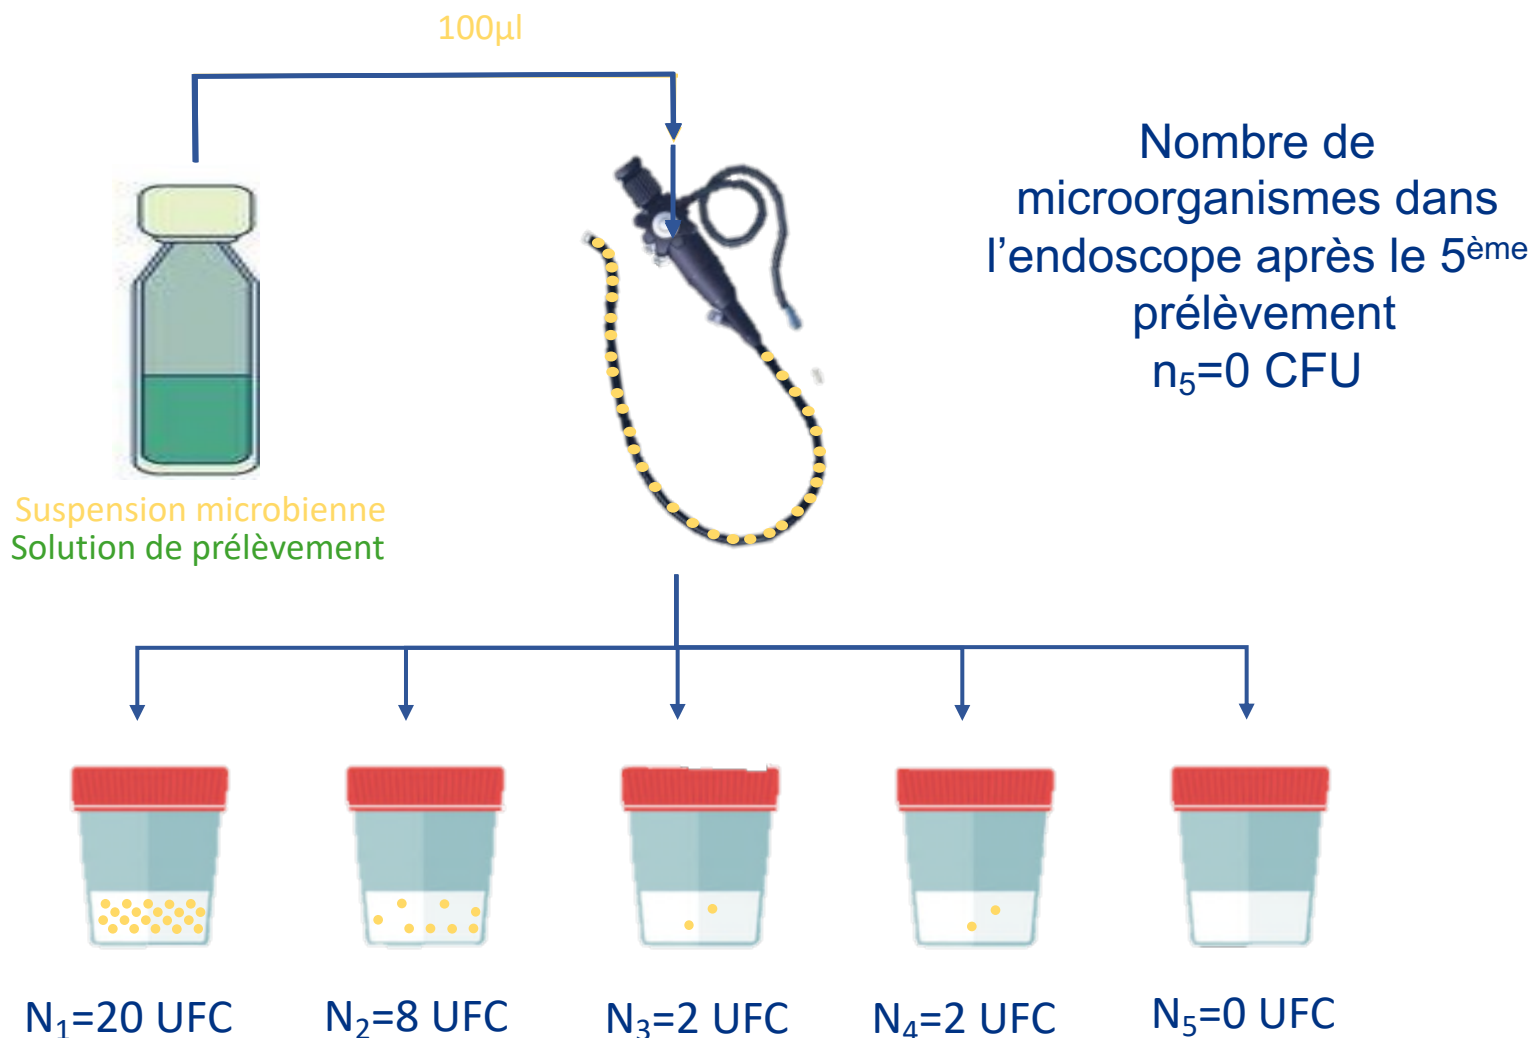 100µl
Nombre de
microorganismes dans
l’endoscope après le 5ème
prélèvement
n5=0 CFU
Suspension microbienne
Solution de prélèvement
N1=20 UFC
N2=8 UFC
N3=2 UFC
N4=2 UFC
N5=0 UFC